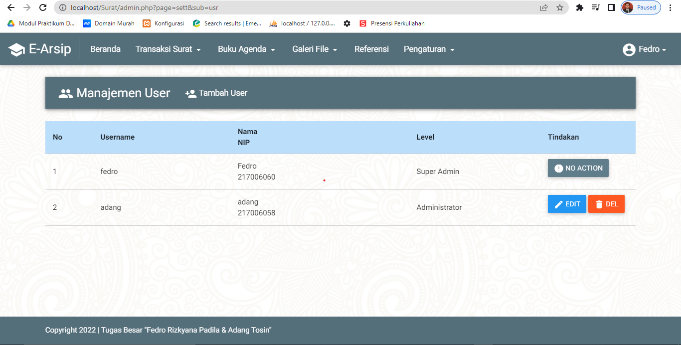 localhost/Surat/admin.php?page=sett&sub=usr
Paused
Modul Praktikum D...
Domain Murah
Konfigurasi
Search results | Eme...
localhost / 127.0.0....
Presensi Perkuliahan
E-Arsip
Beranda
Transaksi Surat
Buku Agenda
Galeri File
Referensi
Pengaturan
Fedro
Manajemen User
Tambah User
No Username Nama Level Tindakan
NIP
1 fedro Fedro Super Admin NO ACTION
217006060
2 adang adang Administrator EDIT DEL
217006058
Copyright 2022 | Tugas Besar "Fedro Rizkyana Padila & Adang Tosin"